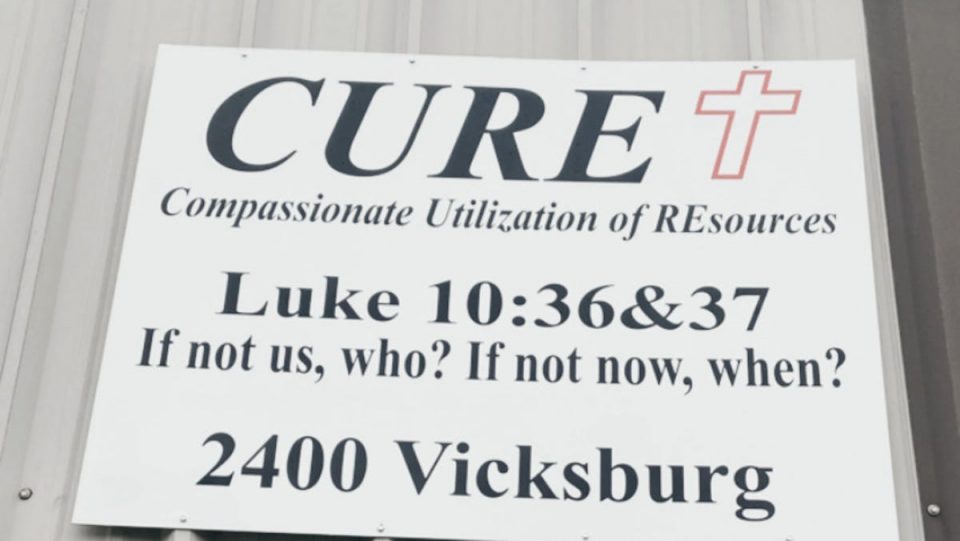 CURE
Compassionate Utilization of REsources
Luke 10:36&37
If not us, who? If not now, when?
2400 Vicksburg